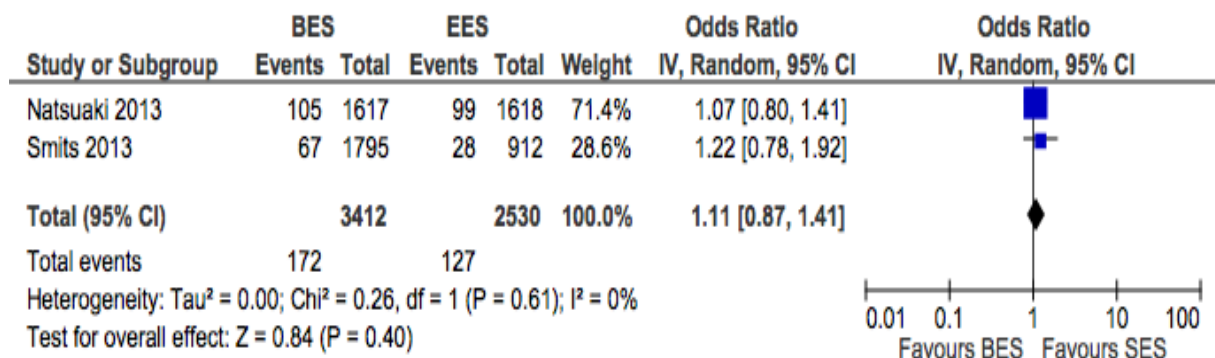 BES EES Odds Ratio Odds Ratio
Study or Subgroup Events Total Events Total Weight IV, Random, 95% CI IV, Random, 95% CI
Natsuaki 2013 105 1617 99 1618 71.4% 1.07 [0.80, 1.41]
Smits 2013 67 1795 28 912 28.6% 1.22 [0.78, 1.92]
Total (95% CI) 3412 2530 100.0% 1.11 [0.87, 1.41]
Total events 172 127
Heterogeneity: Tau² = 0.00; Chi² = 0.26, df = 1 (P = 0.61); I² = 0%
Test for overall effect: Z = 0.84 (P = 0.40)
0.01 0.1 1 10 100
Favours BES Favours SES